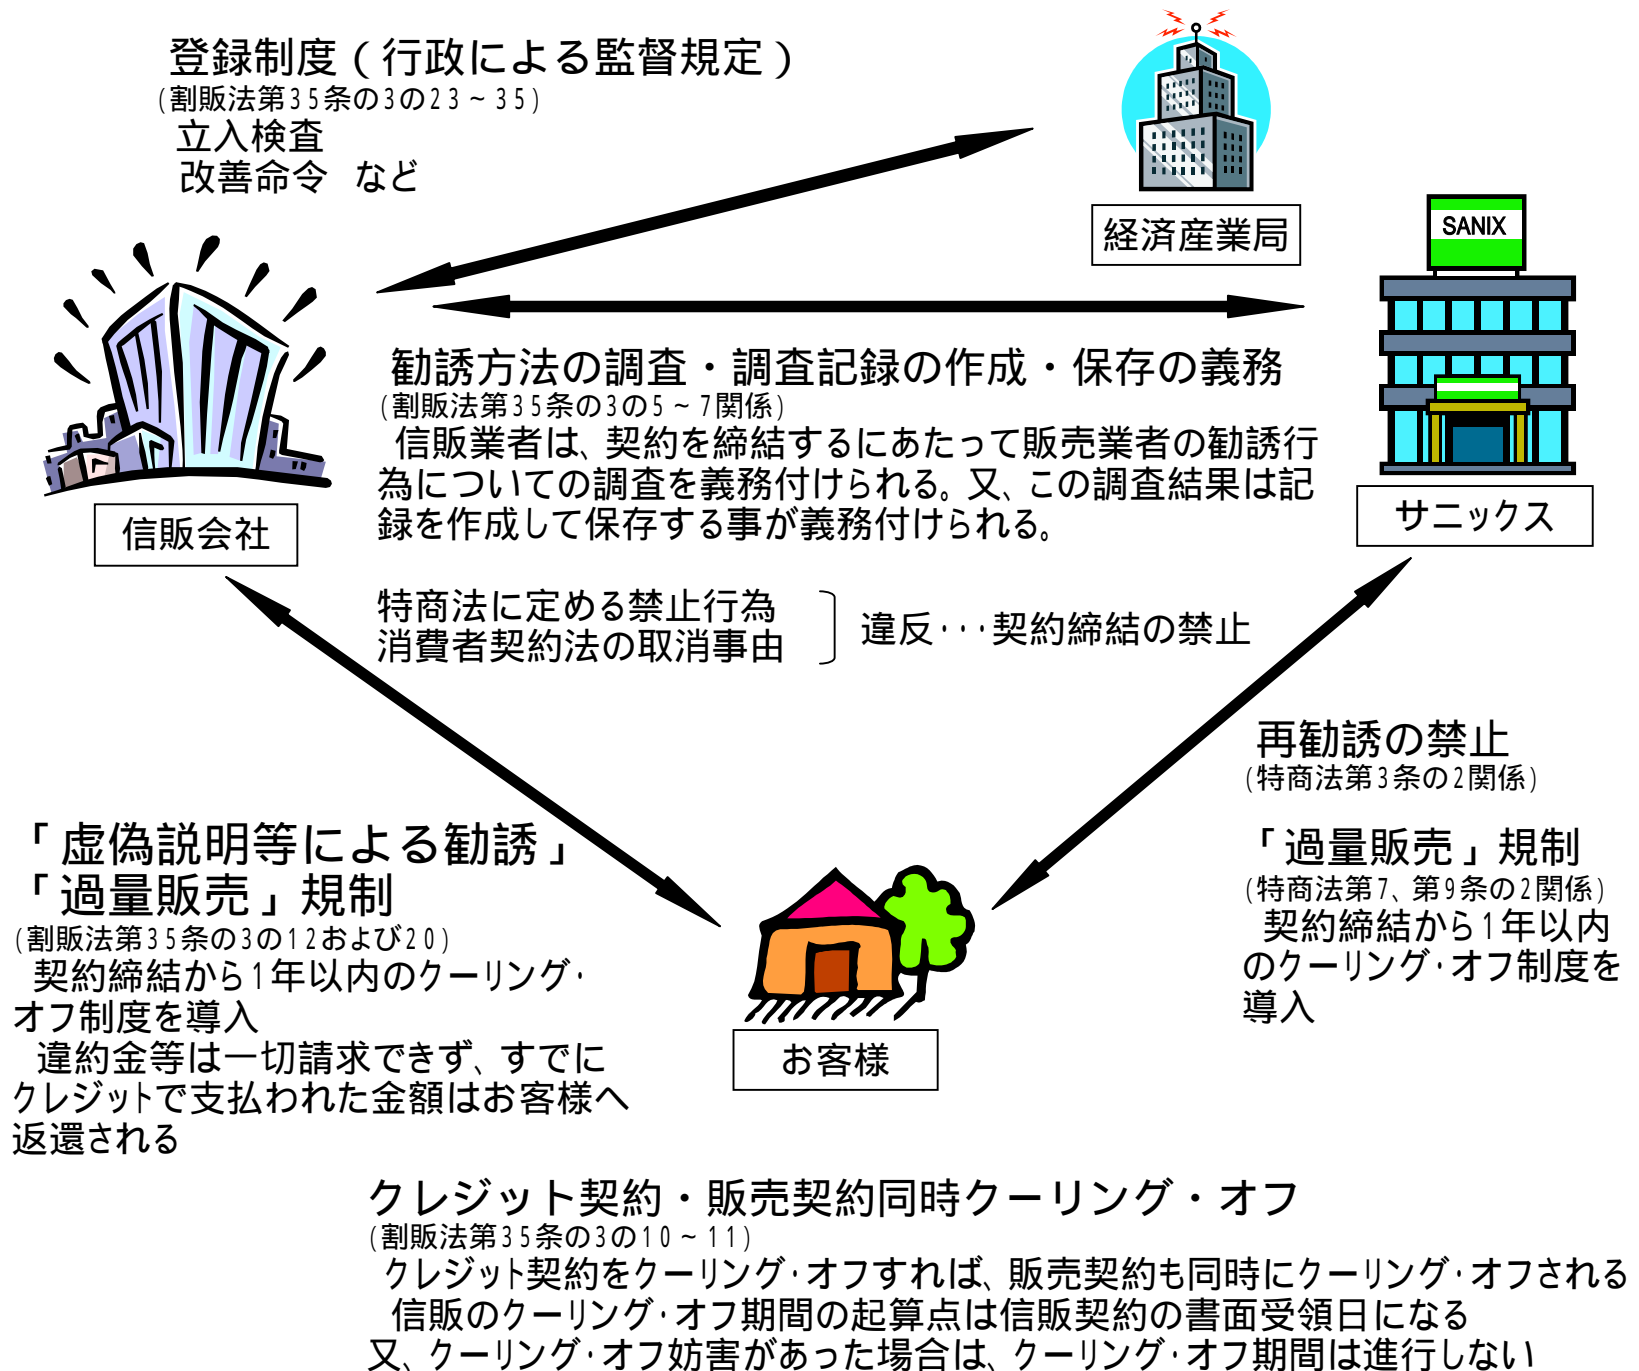 登録制度(行政による監督規定)
(割販法第35条の3の23～35)
立入検査
改善命令 など
経済産業局
SANIX
サニックス
信販会社
勧誘方法の調査・調査記録の作成・保存の義務
(割販法第35条の3の5～7関係)
信販業者は、契約を締結するにあたって販売業者の勧誘行
為についての調査を義務付けられる。又、この調査結果は記
録を作成して保存する事が義務付けられる。
特商法に定める禁止行為
消費者契約法の取消事由
違反・・・契約締結の禁止
再勧誘の禁止
(特商法第3条の2関係)
「過量販売」規制
(特商法第7、第9条の2関係)
契約締結から1年以内
のクーリング・オフ制度を
導入
「虚偽説明等による勧誘」
「過量販売」規制
(割販法第35条の3の12および20)
契約締結から1年以内のクーリング・
オフ制度を導入
違約金等は一切請求できず、すでに
クレジットで支払われた金額はお客様へ
返還される
お客様
クレジット契約・販売契約同時クーリング・オフ
(割販法第35条の3の10～11)
クレジット契約をクーリング・オフすれば、販売契約も同時にクーリング・オフされる
信販のクーリング・オフ期間の起算点は信販契約の書面受領日になる
又、クーリング・オフ妨害があった場合は、クーリング・オフ期間は進行しない